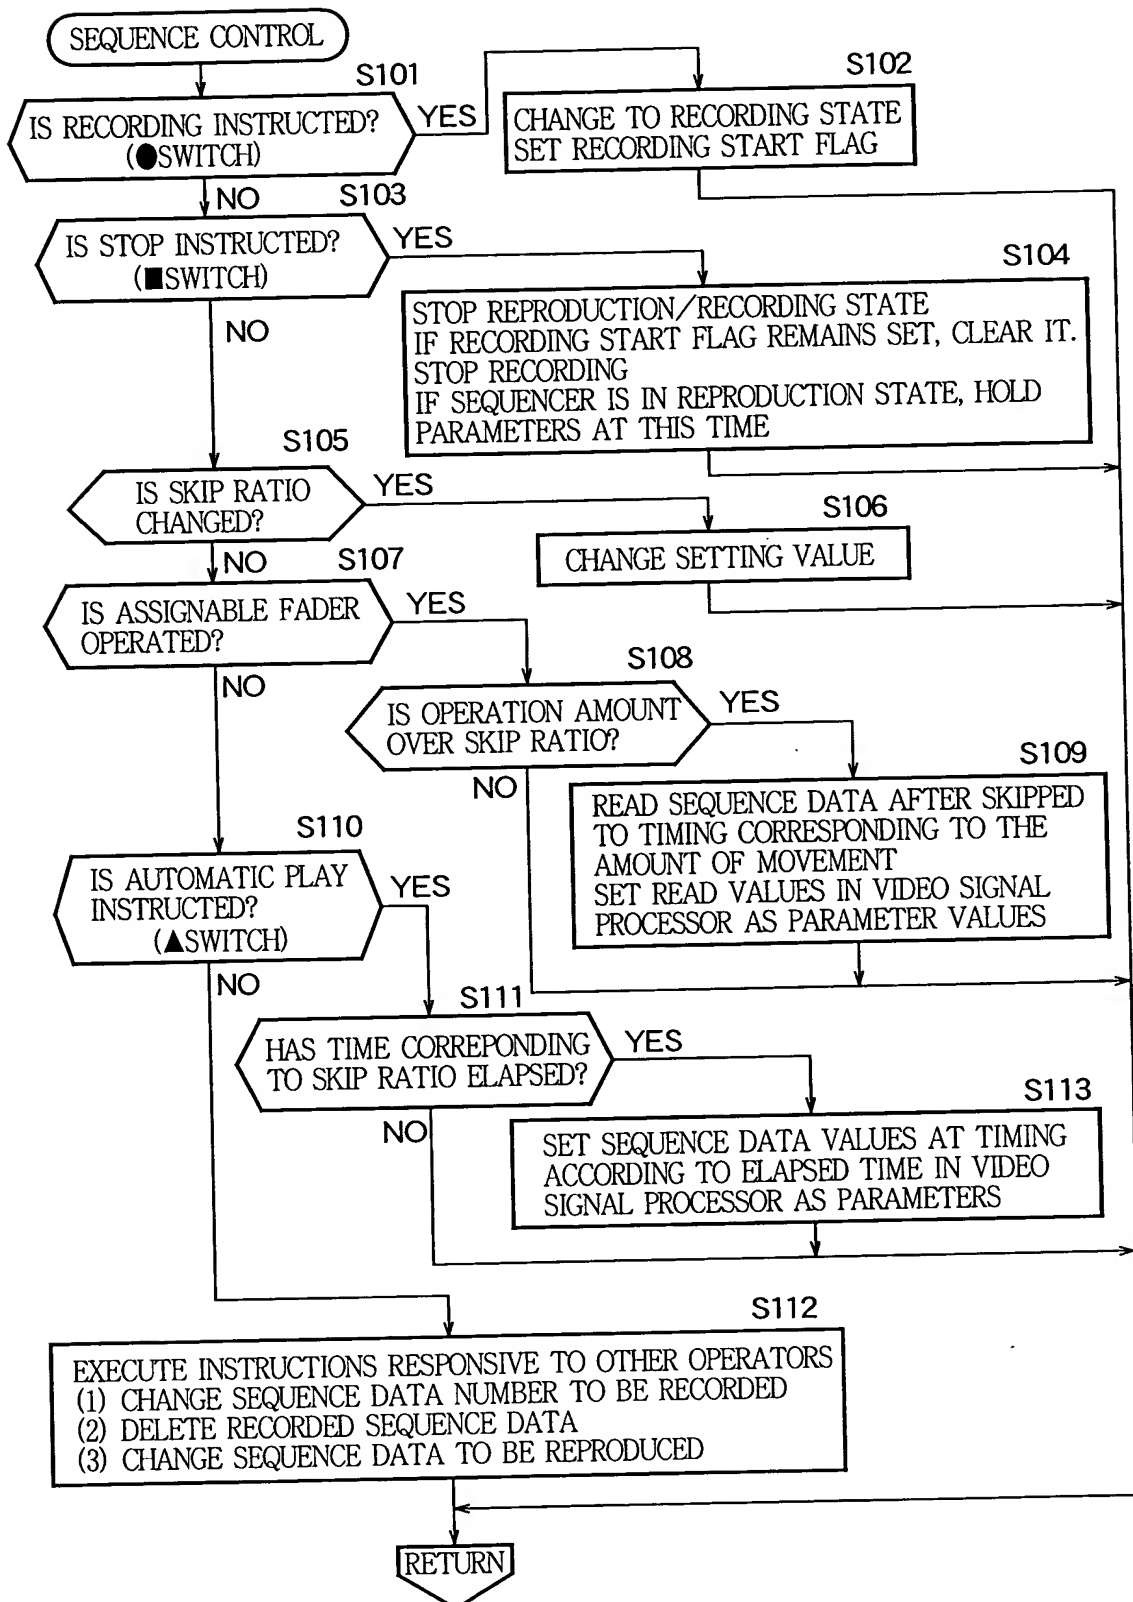 SEQUENCE CONTROL
S101
IS RECORDING INSTRUCTED?
(●SWITCH)
YES
S102
CHANGE TO RECORDING STATE
SET RECORDING START FLAG
NO
S103
IS STOP INSTRUCTED?
(■SWITCH)
YES
S104
STOP REPRODUCTION/RECORDING STATE
IF RECORDING START FLAG REMAINS SET, CLEAR IT.
STOP RECORDING
IF SEQUENCER IS IN REPRODUCTION STATE, HOLD
PARAMETERS AT THIS TIME
NO
S105
IS SKIP RATIO
CHANGED?
YES
S106
CHANGE SETTING VALUE
NO
S107
IS ASSIGNABLE FADER
OPERATED?
YES
S108
IS OPERATION AMOUNT
OVER SKIP RATIO?
YES
NO
S109
READ SEQUENCE DATA AFTER SKIPPED
TO TIMING CORRESPONDING TO THE
AMOUNT OF MOVEMENT
SET READ VALUES IN VIDEO SIGNAL
PROCESSOR AS PARAMETER VALUES
NO
S110
IS AUTOMATIC PLAY
INSTRUCTED?
(▲SWITCH)
YES
NO
S111
HAS TIME CORREPONDING
TO SKIP RATIO ELAPSED?
YES
NO
S113
SET SEQUENCE DATA VALUES AT TIMING
ACCORDING TO ELAPSED TIME IN VIDEO
SIGNAL PROCESSOR AS PARAMETERS
S112
EXECUTE INSTRUCTIONS RESPONSIVE TO OTHER OPERATORS
(1) CHANGE SEQUENCE DATA NUMBER TO BE RECORDED
(2) DELETE RECORDED SEQUENCE DATA
(3) CHANGE SEQUENCE DATA TO BE REPRODUCED
RETURN